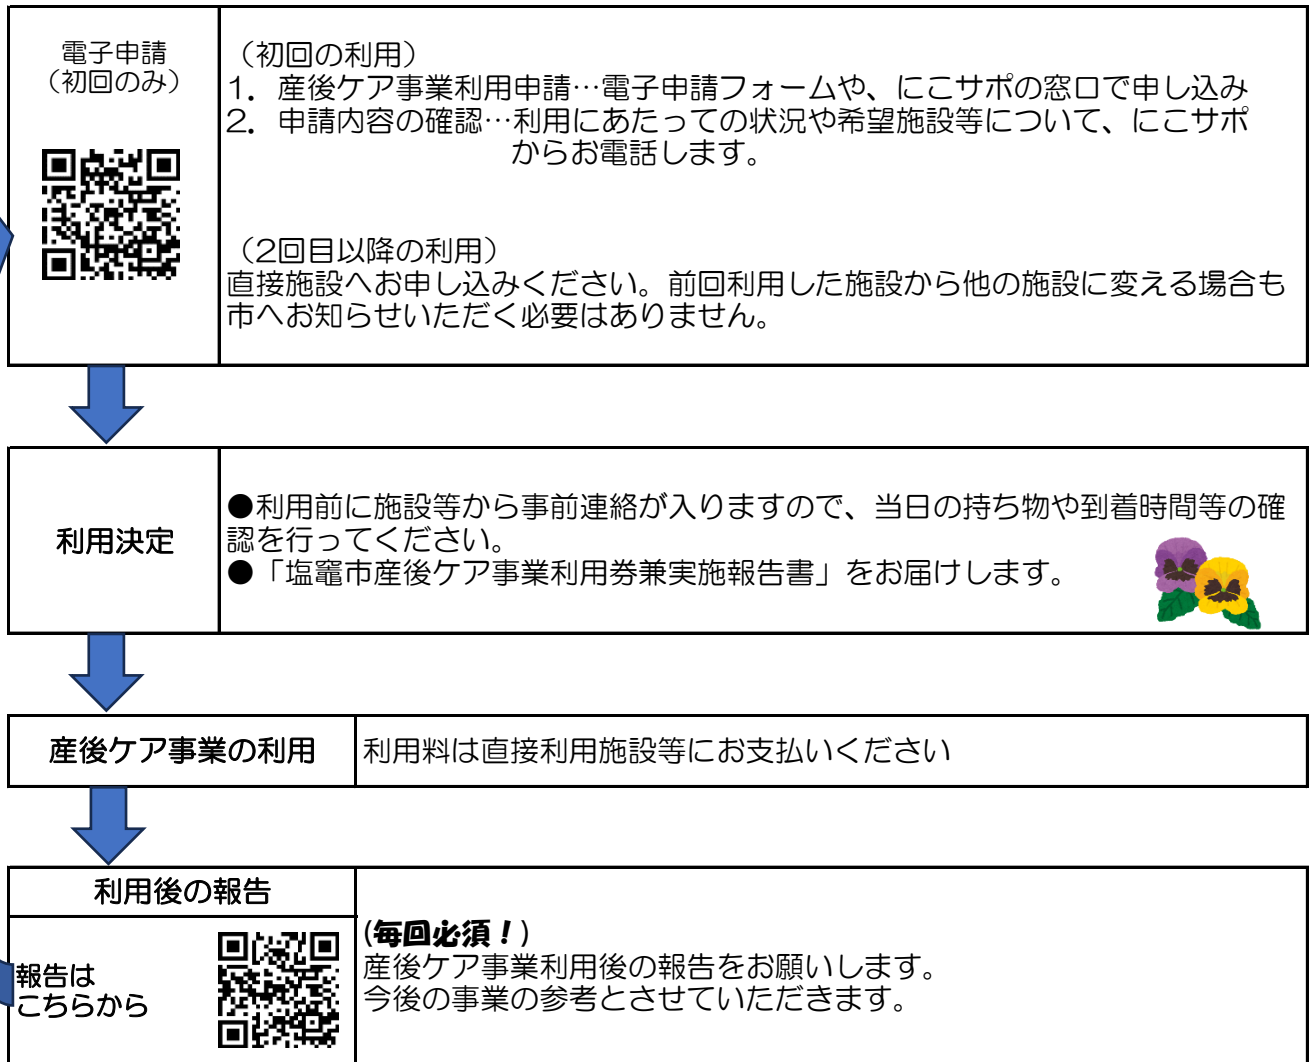 電子申請
（初回のみ）
（初回の利用）
1．産後ケア事業利用申請…電子申請フォームや、にこサポの窓口で申し込み
2．申請内容の確認…利用にあたっての状況や希望施設等について、にこサポ
からお電話します。
（2回目以降の利用）
直接施設へお申し込みください。前回利用した施設から他の施設に変える場合も
市へお知らせいただく必要はありません。
利用決定
●利用前に施設等から事前連絡が入りますので、当日の持ち物や到着時間等の確
認を行ってください。
●「塩竈市産後ケア事業利用券兼実施報告書」をお届けします。
産後ケア事業の利用
利用料は直接利用施設等にお支払いください
利用後の報告
報告は
こちらから
(毎回必須！)
産後ケア事業利用後の報告をお願いします。
今後の事業の参考とさせていただきます。